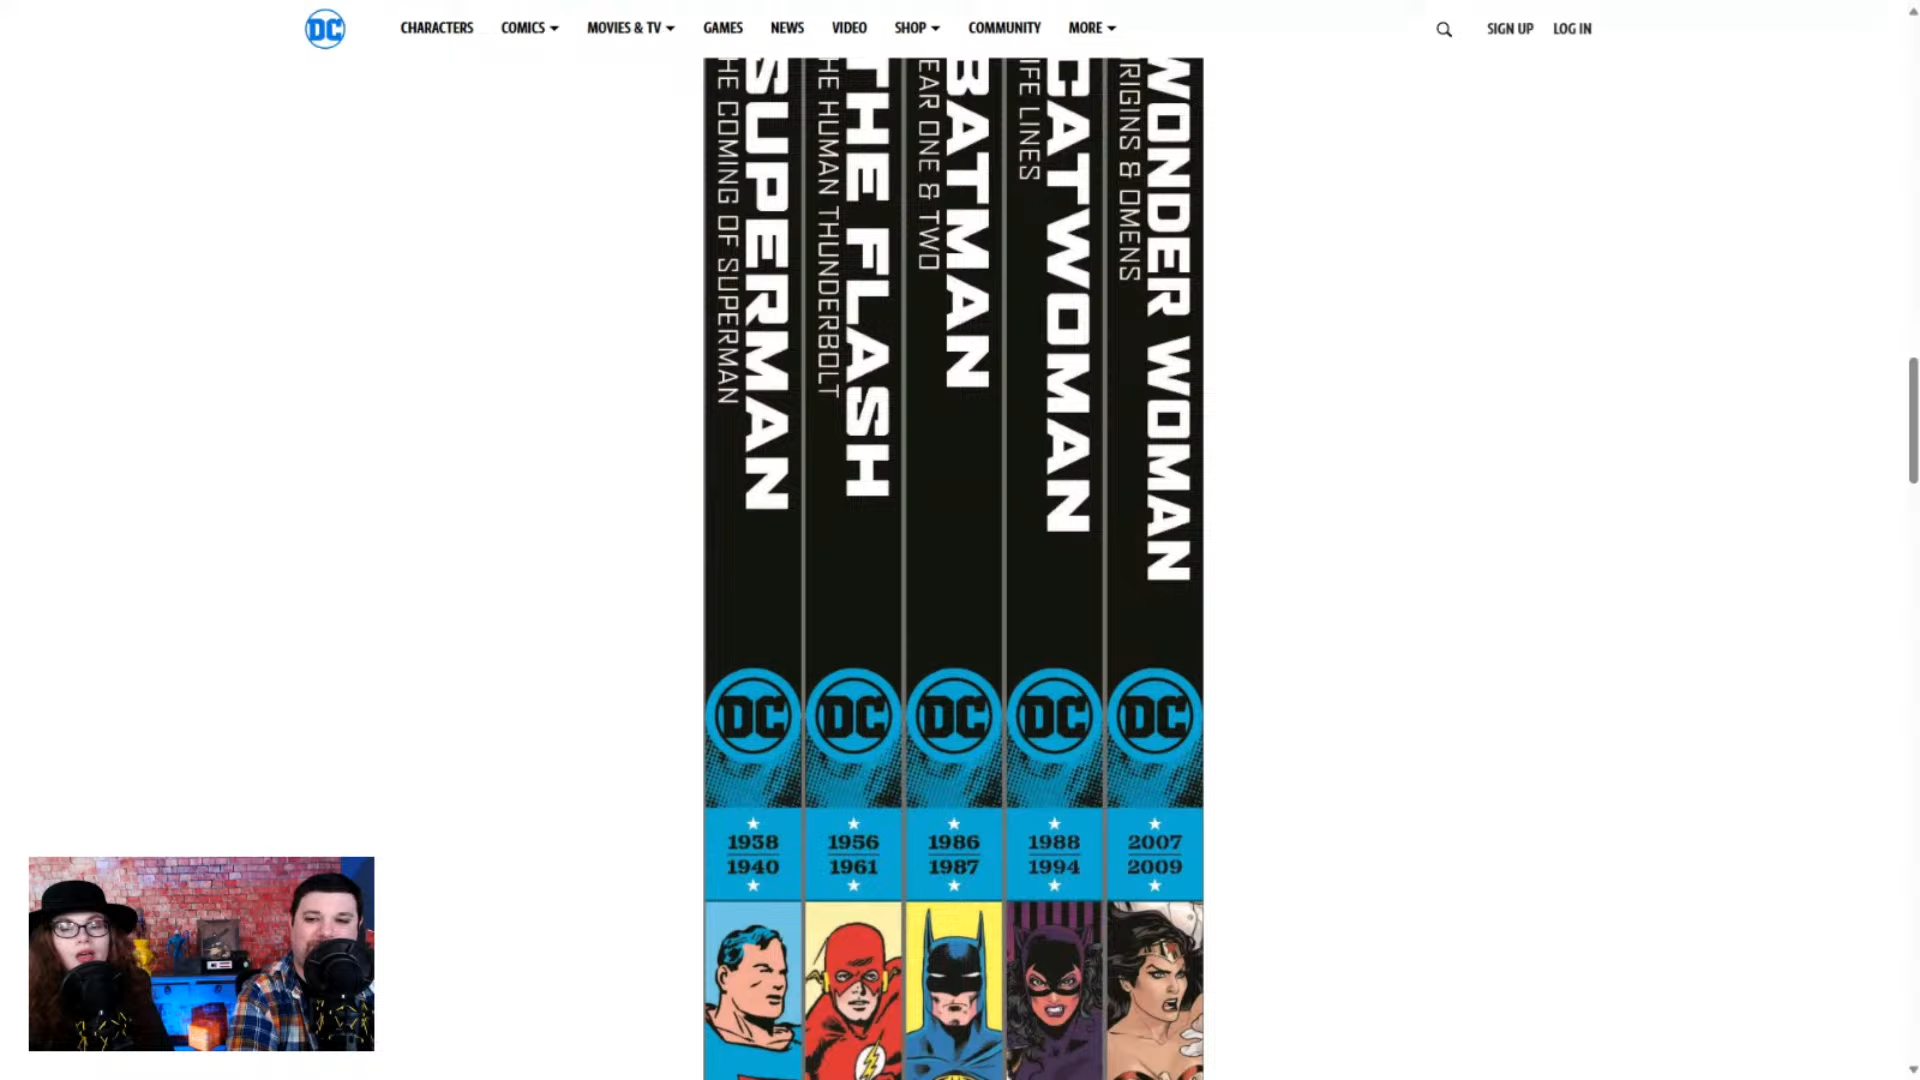 DC
CHARACTERS
COMICS
MOVIES & TV
GAMES
NEWS
VIDEO
SHOP
COMMUNITY
MORE
SIGN UP
LOG IN
SUPERMAN
HE COMING OF SUPERMAN
THE FLASH
HE HUMAN THUNDERBOLT
BATMAN
EAR ONE & TWO
CATWOMAN
IFE LINES
WONDER WOMAN
RIGINS & OMENS
DC
DC
DC
DC
DC
1938
1940
1956
1961
1986
1987
1988
1994
2007
2009